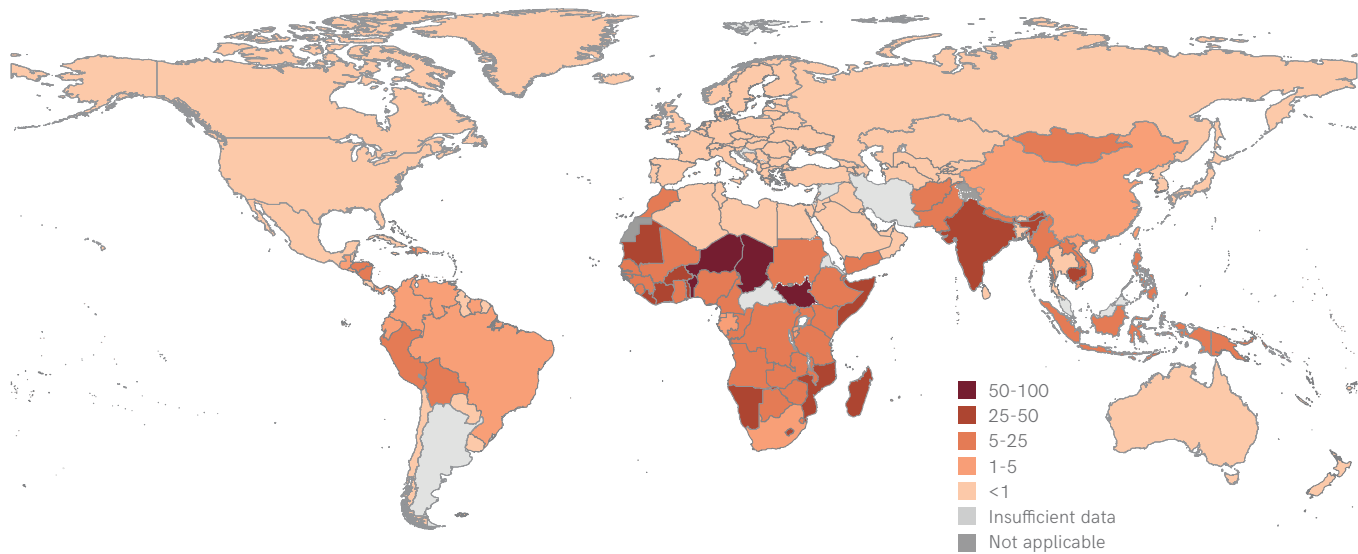 50-100
25-50
5-25
1-5
<1
Insufficient data
Not applicable